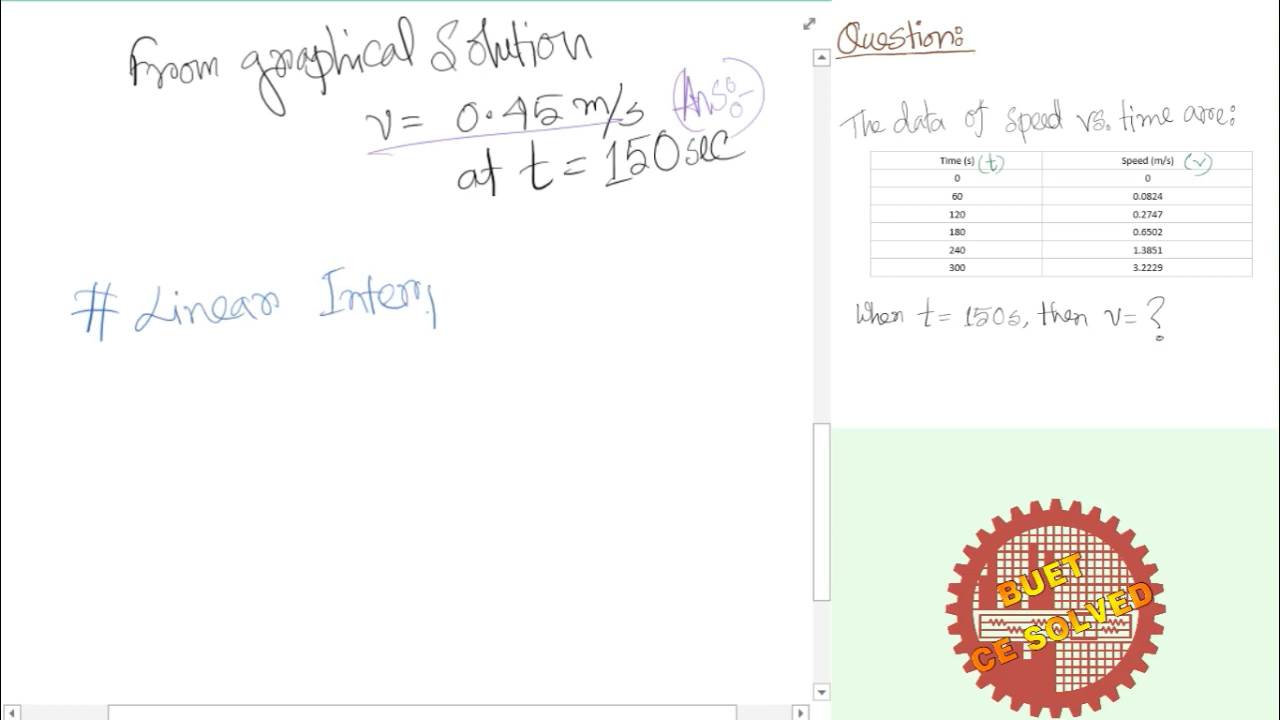 From graphical Solution
v = 0.45 m/s Ans:-
at t = 150 sec
# Linear Interp
Question:
The data of speed vs. time are:
Time (s) (t) Speed (m/s) (v)
0 0
60 0.0824
120 0.2747
180 0.6502
240 1.3851
300 3.2229
When t = 150s, then v = ?
BUET
CE SOLVED